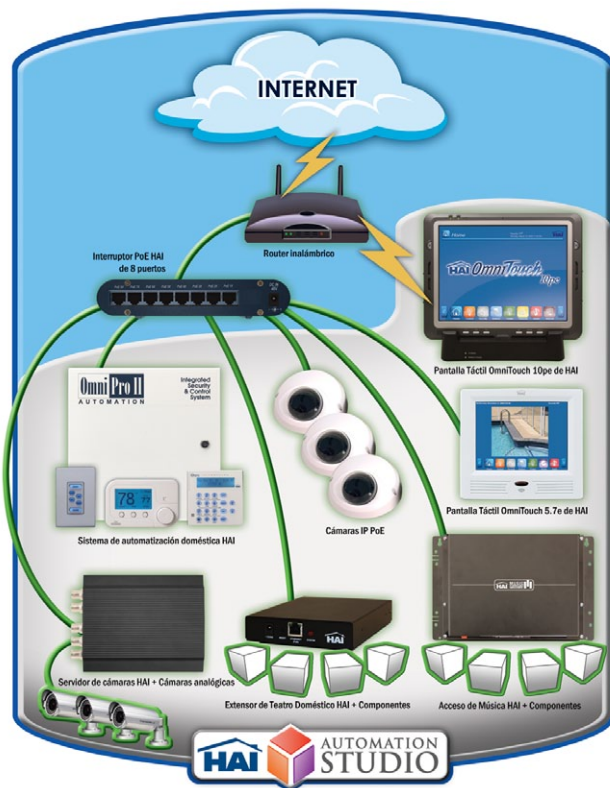 INTERNET
Router inalámbrico
Interruptor PoE HAI
de 8 puertos
HAI OmniTouch
10pe
Pantalla Táctil OmniTouch 10pe de HAI
Omni Pro II
AUTOMATION
Integrated
Security
& Control
System
78
Sistema de automatización doméstica HAI
Cámaras IP PoE
Pantalla Táctil OmniTouch 5.7e de HAI
HAI
Servidor de cámaras HAI + Cámaras analógicas
HAI
Extensor de Teatro Doméstico HAI + Componentes
Acceso de Música HAI + Componentes
HAI AUTOMATION
STUDIO